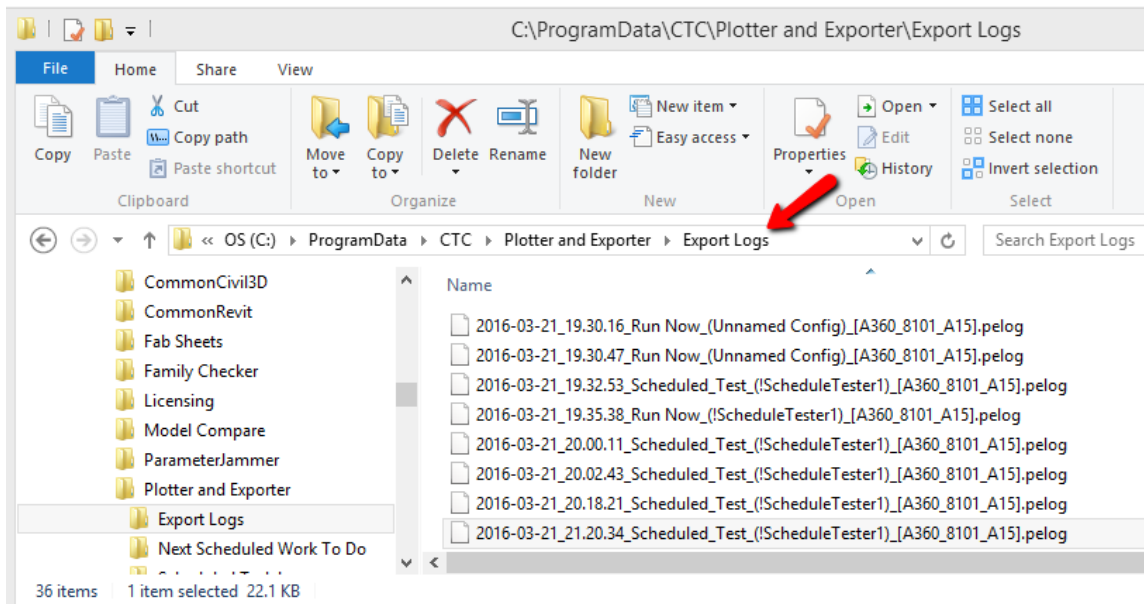 C:\ProgramData\CTC\Plotter and Exporter\Export Logs
File Home Share View
Copy
Paste
Cut
Copy path
Paste shortcut
Clipboard
Move to
Copy to
Delete
Rename
Organize
New folder
New item
Easy access
New
Properties
Open
Edit
History
Open
Select all
Select none
Invert selection
Select
« OS (C:) ProgramData CTC Plotter and Exporter Export Logs
Search Export Logs
CommonCivil3D
CommonRevit
Fab Sheets
Family Checker
Licensing
Model Compare
ParameterJammer
Plotter and Exporter
Export Logs
Next Scheduled Work To Do
Name
2016-03-21_19.30.16_Run Now_(Unnamed Config)_[A360_8101_A15].pelog
2016-03-21_19.30.47_Run Now_(Unnamed Config)_[A360_8101_A15].pelog
2016-03-21_19.32.53_Scheduled_Test_(!ScheduleTester1)_[A360_8101_A15].pelog
2016-03-21_19.35.38_Run Now_(!ScheduleTester1)_[A360_8101_A15].pelog
2016-03-21_20.00.11_Scheduled_Test_(!ScheduleTester1)_[A360_8101_A15].pelog
2016-03-21_20.02.43_Scheduled_Test_(!ScheduleTester1)_[A360_8101_A15].pelog
2016-03-21_20.18.21_Scheduled_Test_(!ScheduleTester1)_[A360_8101_A15].pelog
2016-03-21_21.20.34_Scheduled_Test_(!ScheduleTester1)_[A360_8101_A15].pelog
36 items 1 item selected 22.1 KB